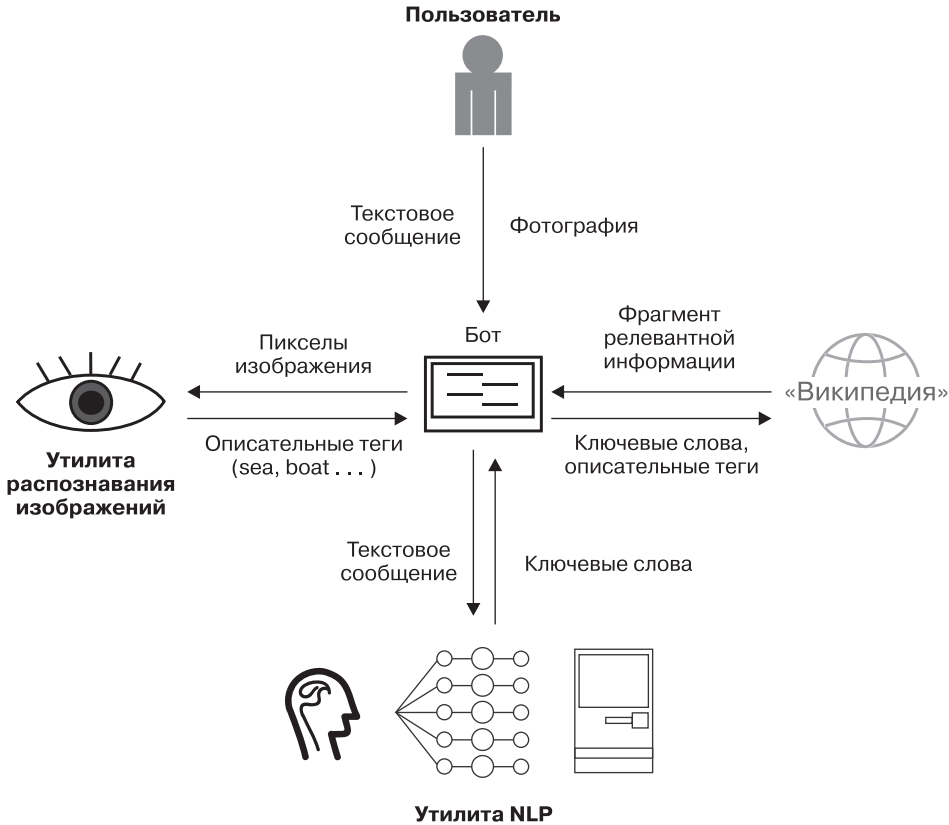 Пользователь
Текстовое
сообщение
Фотография
Бот
Пикселы
изображения
Фрагмент
релевантной
информации
«Википедия»
Описательные теги
(sea, boat . . . )
Ключевые слова,
описательные теги
Утилита
распознавания
изображений
Текстовое
сообщение
Ключевые слова
Утилита NLP